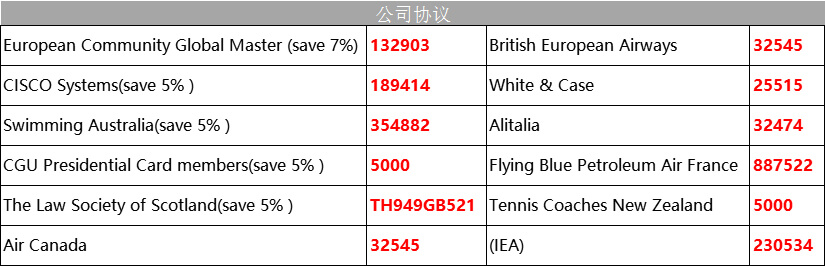 公司协议
European Community Global Master (save 7%) 132903 British European Airways 32545
CISCO Systems(save 5% ) 189414 White & Case 25515
Swimming Australia(save 5% ) 354882 Alitalia 32474
CGU Presidential Card members(save 5% ) 5000 Flying Blue Petroleum Air France 887522
The Law Society of Scotland(save 5% ) TH949GB521 Tennis Coaches New Zealand 5000
Air Canada 32545 (IEA) 230534